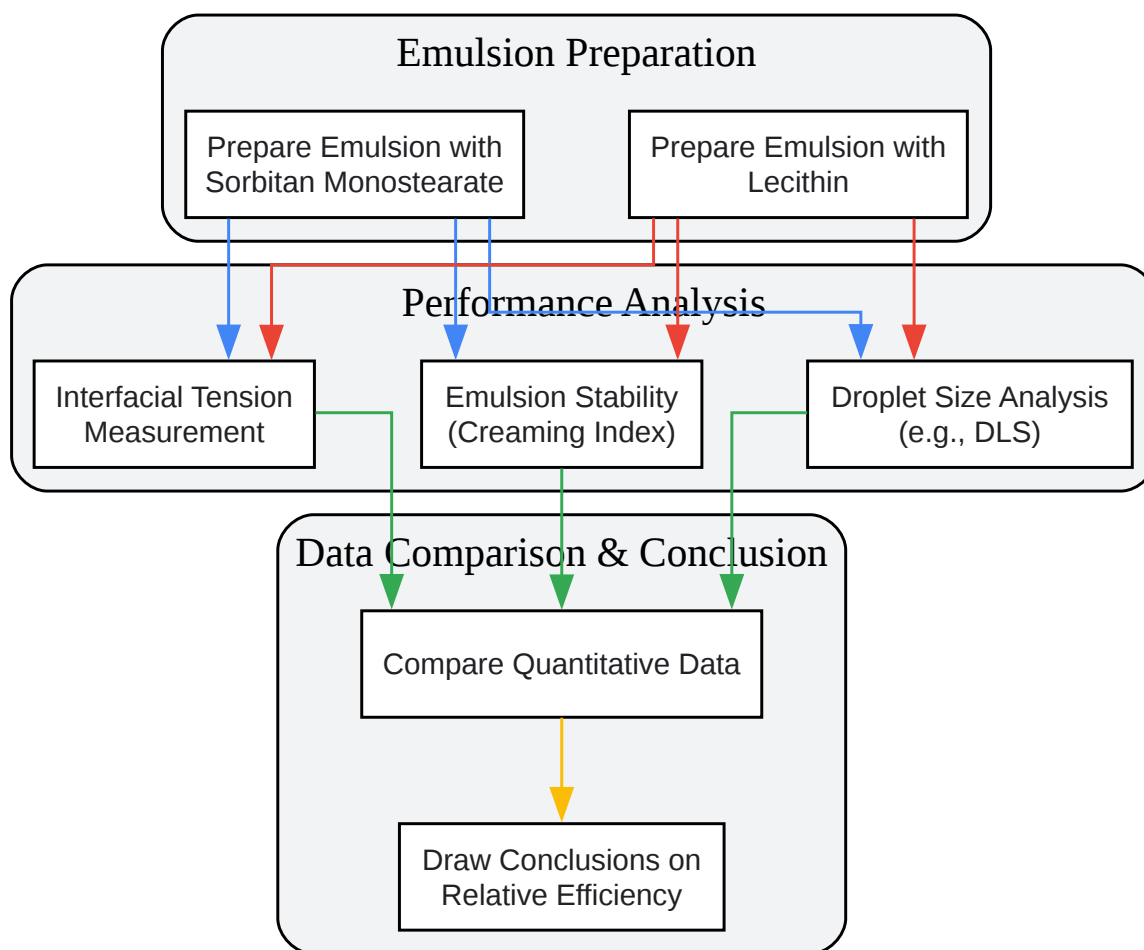 Emulsion Preparation
Prepare Emulsion with
Sorbitan Monostearate
Prepare Emulsion with
Lecithin
Performance Analysis
Interfacial Tension
Measurement
Emulsion Stability
(Creaming Index)
Droplet Size Analysis
(e.g., DLS)
Data Comparison & Conclusion
Compare Quantitative Data
Draw Conclusions on
Relative Efficiency